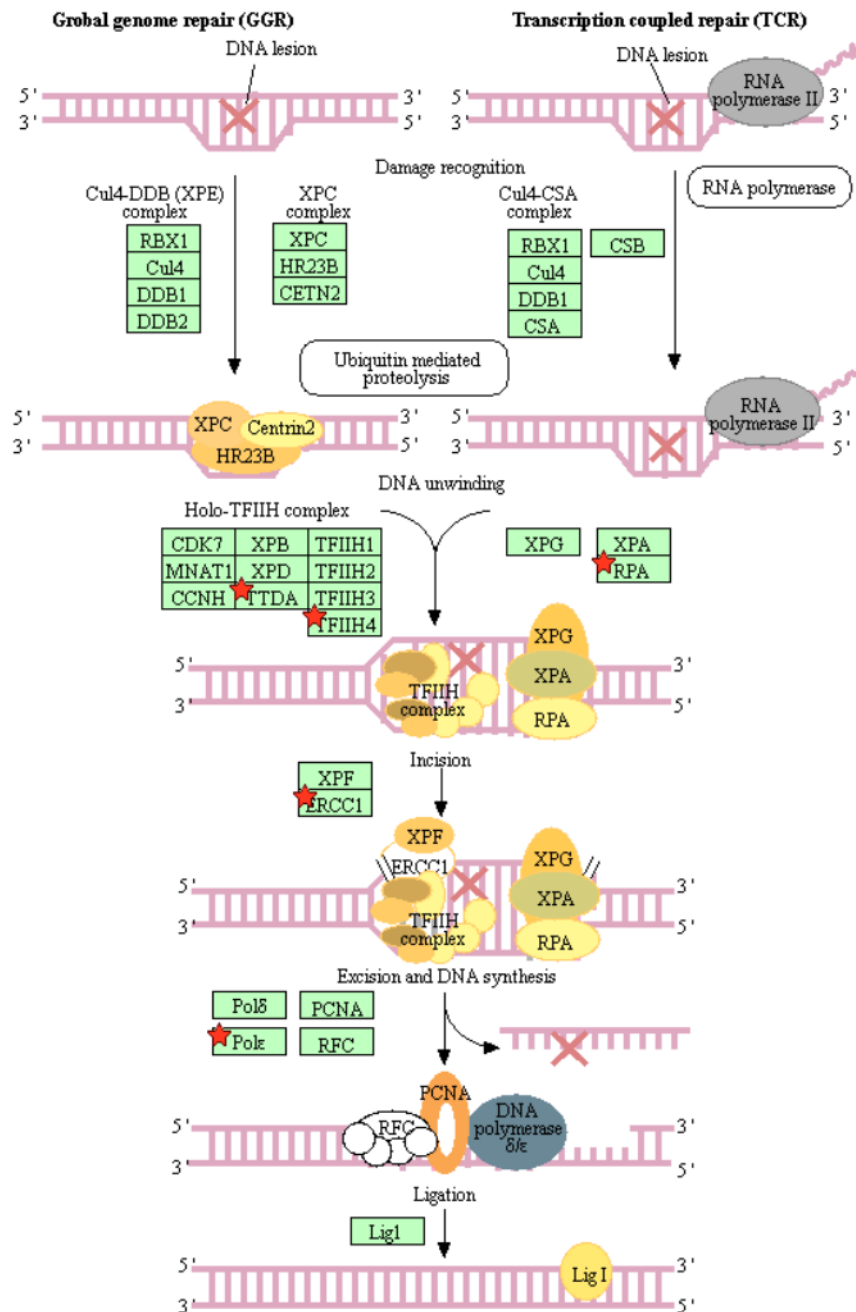 Grobal genome repair (GGR)
Transcription coupled repair (TCR)
DNA lesion
DNA lesion
RNA
polymerase II
5'
3'
3'
5'
5'
3'
3'
5'
Damage recognition
Cul4-DDB (XPE)
complex
RBX1
Cul4
DDB1
DDB2
XPC
complex
XPC
HR23B
CETN2
Cul4-CSA
complex
RBX1
Cul4
DDB1
CSA
CSB
RNA polymerase
Ubiquitin mediated
proteolysis
5'
3'
3'
5'
XPC
Centrin2
HR23B
5'
3'
3'
5'
RNA
polymerase II
DNA unwinding
Holo-TFIIH complex
CDK7 XPB TFIIH1
MNAT1 XPD TFIIH2
CCNH TTDA TFIIH3
TFIIH4
XPG
XPA
RPA
5'
3'
3'
5'
TFIIH
complex
XPG
XPA
RPA
Incision
XPF
ERCC1
XPF
ERCC1
TFIIH
complex
XPG
XPA
RPA
5'
3'
3'
5'
Excision and DNA synthesis
Polδ
PCNA
Polε
RFC
PCNA
RFC
DNA
polymerase
δ/ε
5'
3'
3'
5'
Ligation
Lig1
Lig I
5'
3'
3'
5'